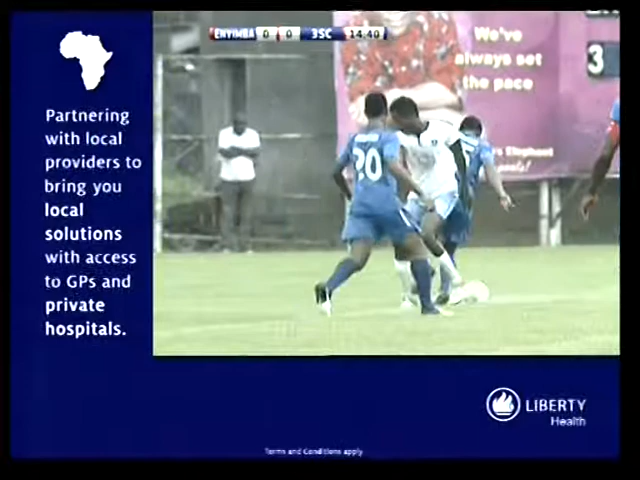 ENYIMBA 0 0 3SC 14:40
We've
always set
the pace
3
20
Partnering
with local
providers to
bring you
local
solutions
with access
to GPs and
private
hospitals.
LIBERTY
Health
Terms and Conditions apply